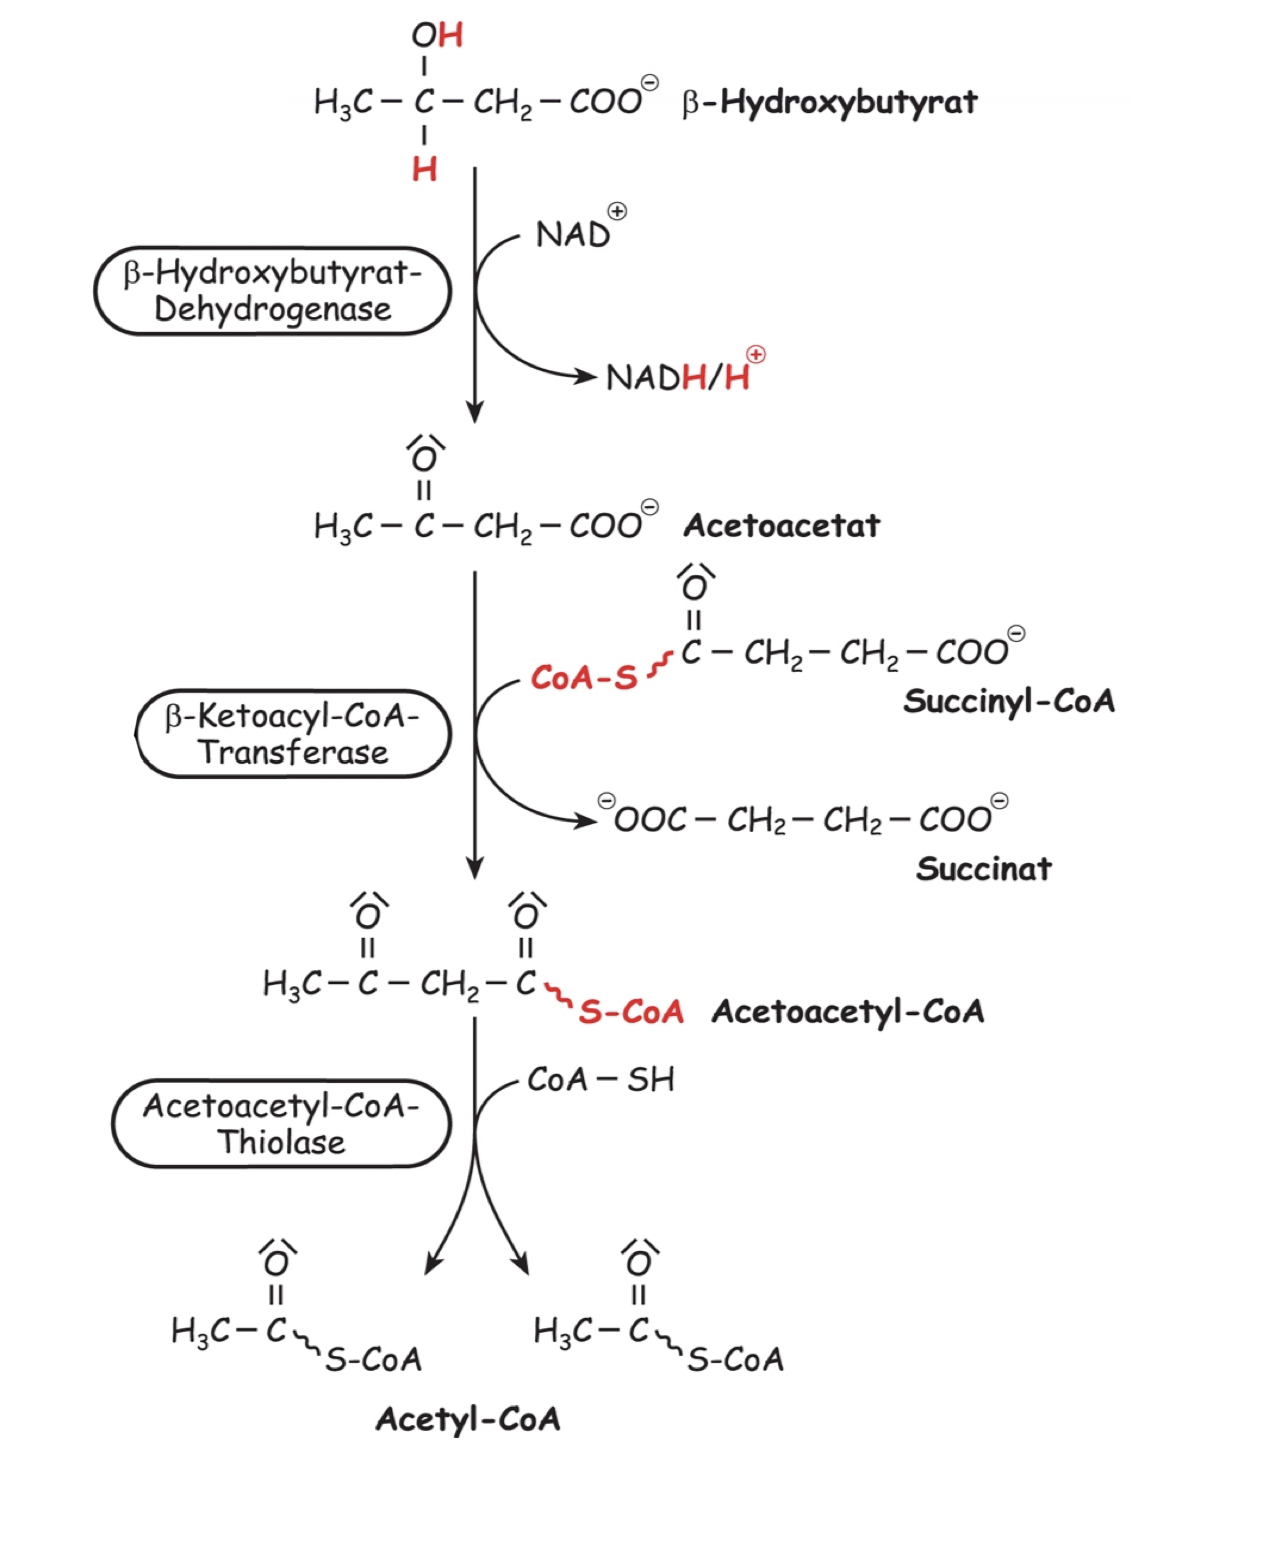 OH
H₃C – C – CH₂ – COO⊖ β-Hydroxybutyrat
H
NAD⊕
β-Hydroxybutyrat-
Dehydrogenase
NADH/H⊕
O
H₃C – C – CH₂ – COO⊖ Acetoacetat
O
C – CH₂ – CH₂ – COO⊖
CoA-S
Succinyl-CoA
β-Ketoacyl-CoA-
Transferase
⊖OOC – CH₂ – CH₂ – COO⊖
Succinat
O O
H₃C – C – CH₂ – C
S-CoA Acetoacetyl-CoA
CoA – SH
Acetoacetyl-CoA-
Thiolase
O O
H₃C – C H₃C – C
S-CoA S-CoA
Acetyl-CoA